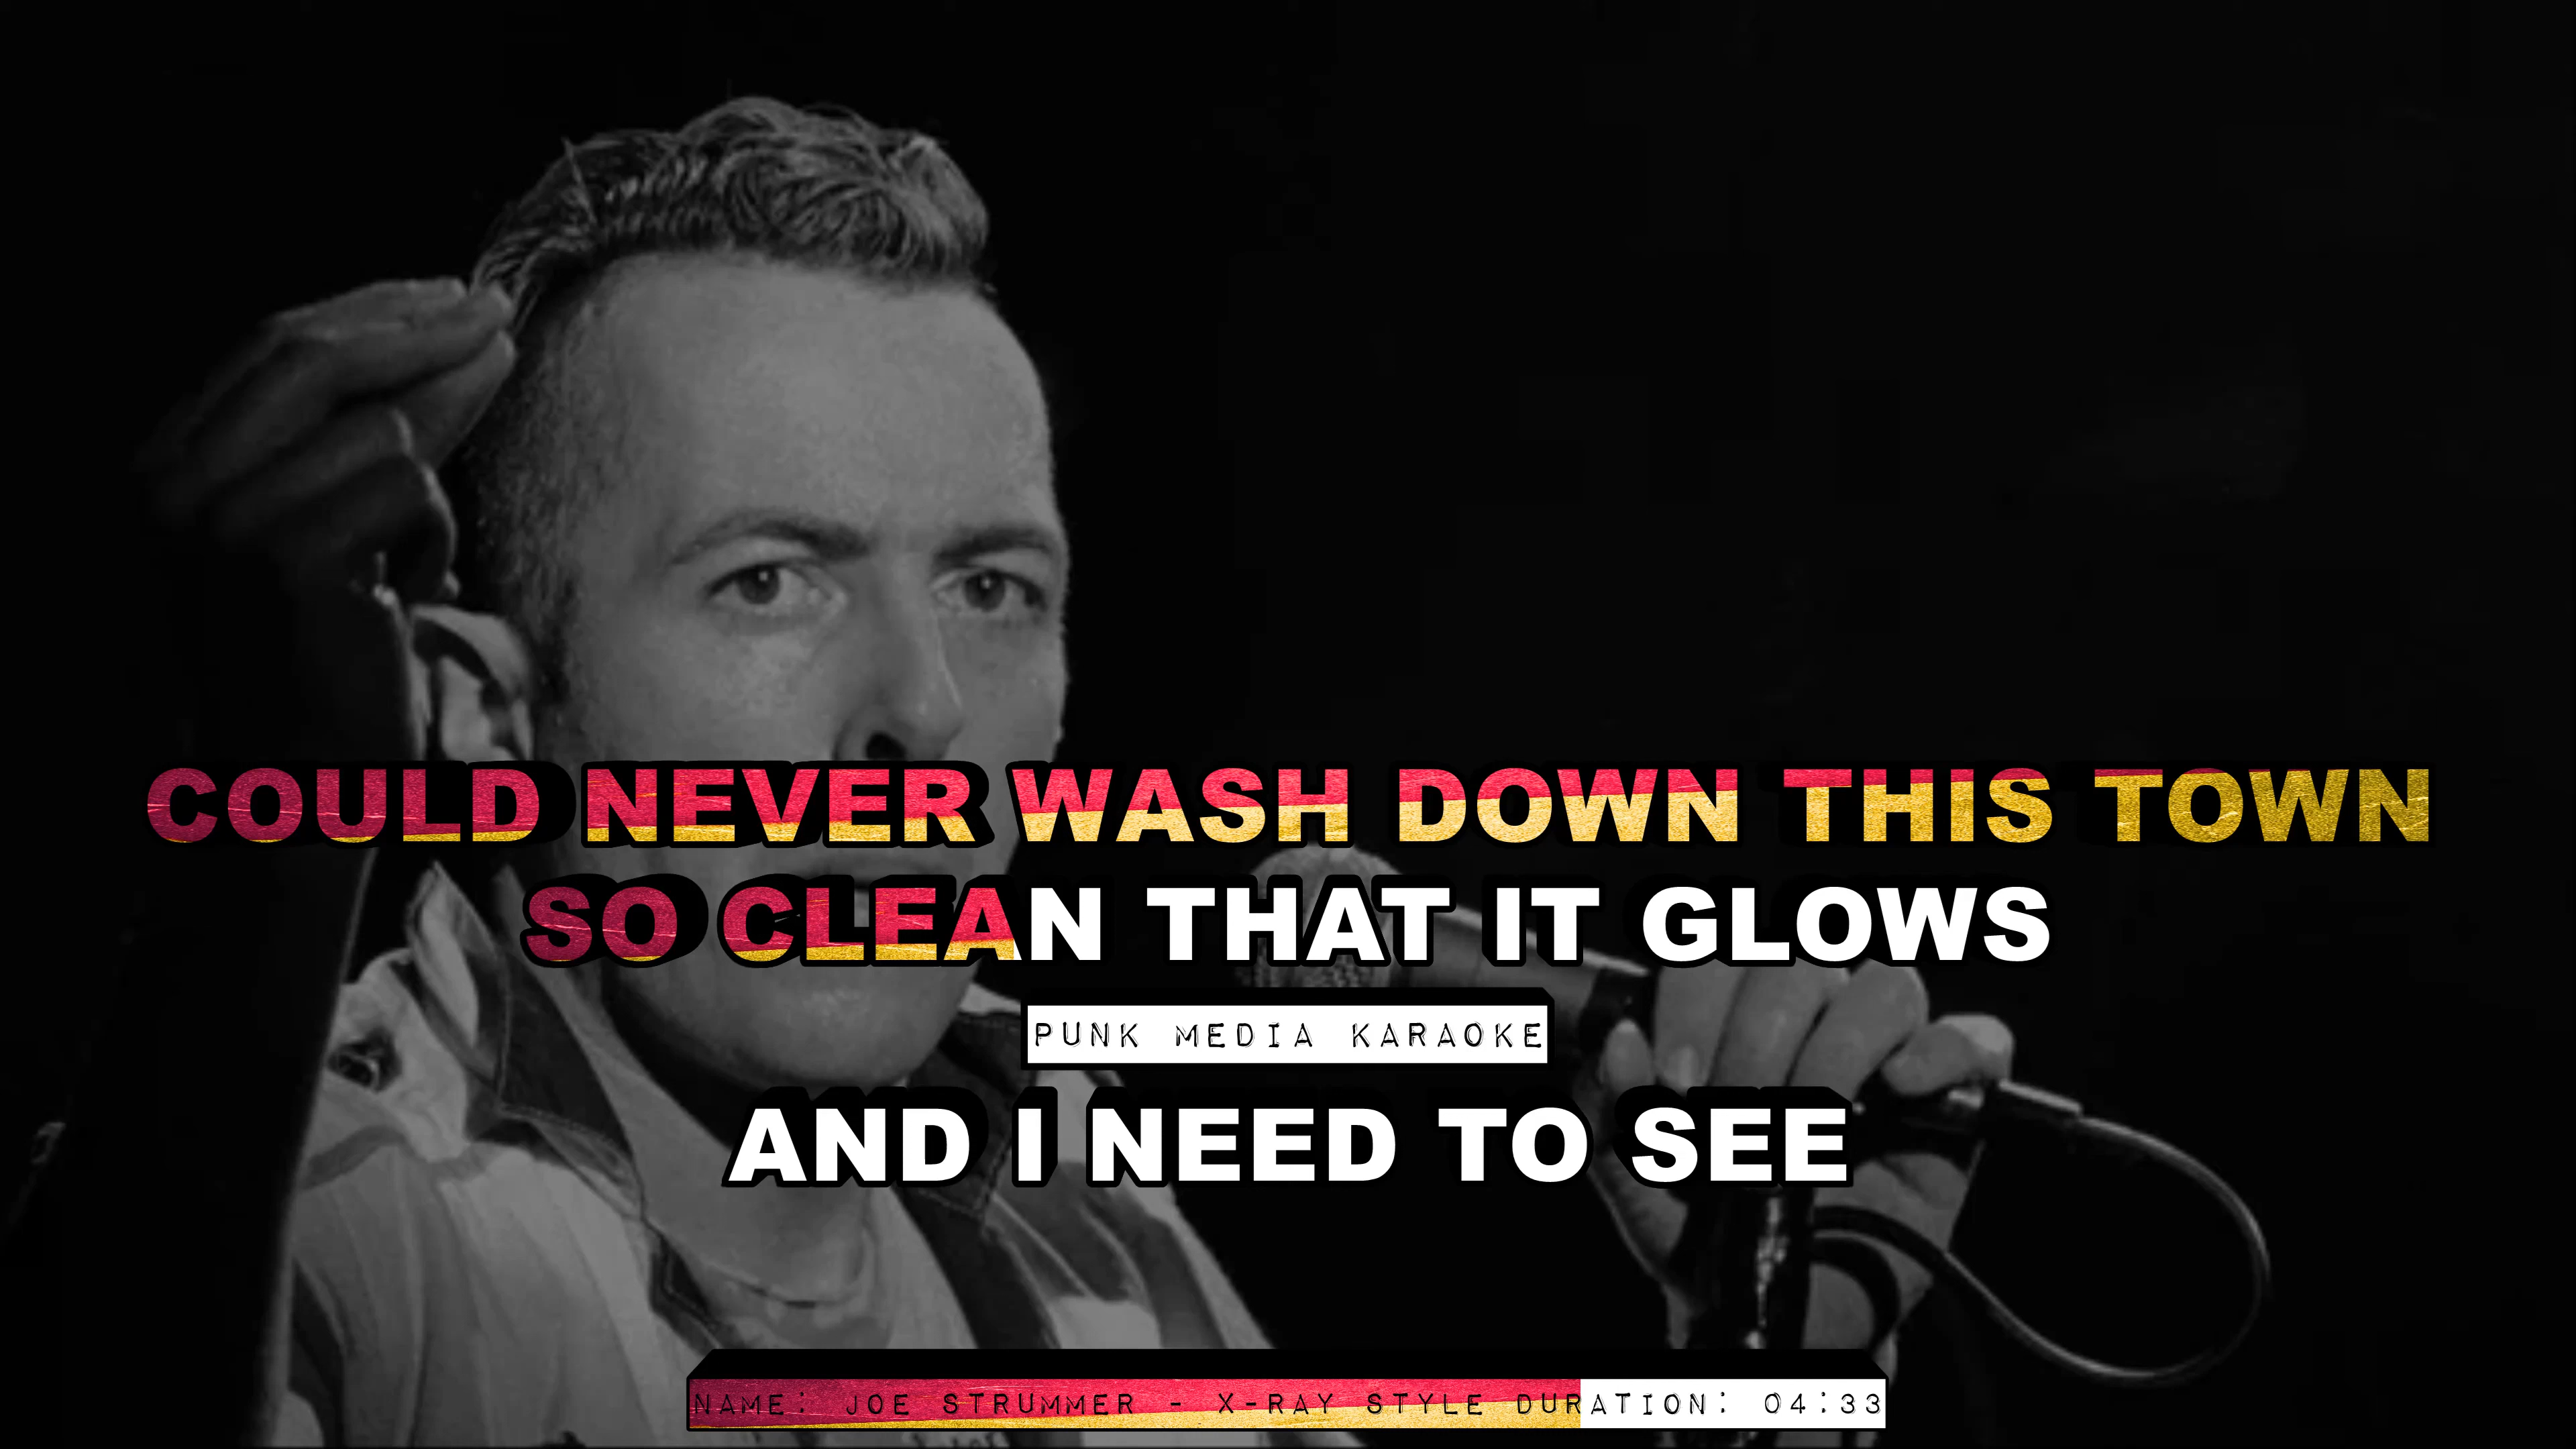 COULD NEVER WASH DOWN THIS TOWN
SO CLEAN THAT IT GLOWS
PUNK MEDIA KARAOKE
AND I NEED TO SEE
NAME: JOE STRUMMER - X-RAY STYLE DURATION: 04:33